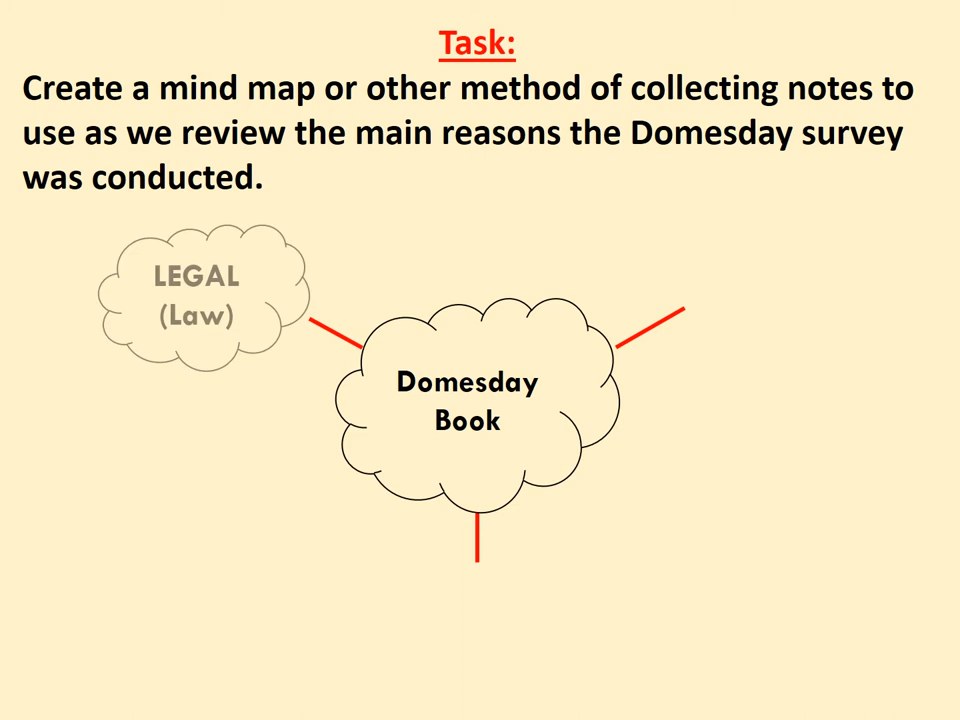 Task:
Create a mind map or other method of collecting notes to
use as we review the main reasons the Domesday survey
was conducted.
LEGAL
(Law)
Domesday
Book